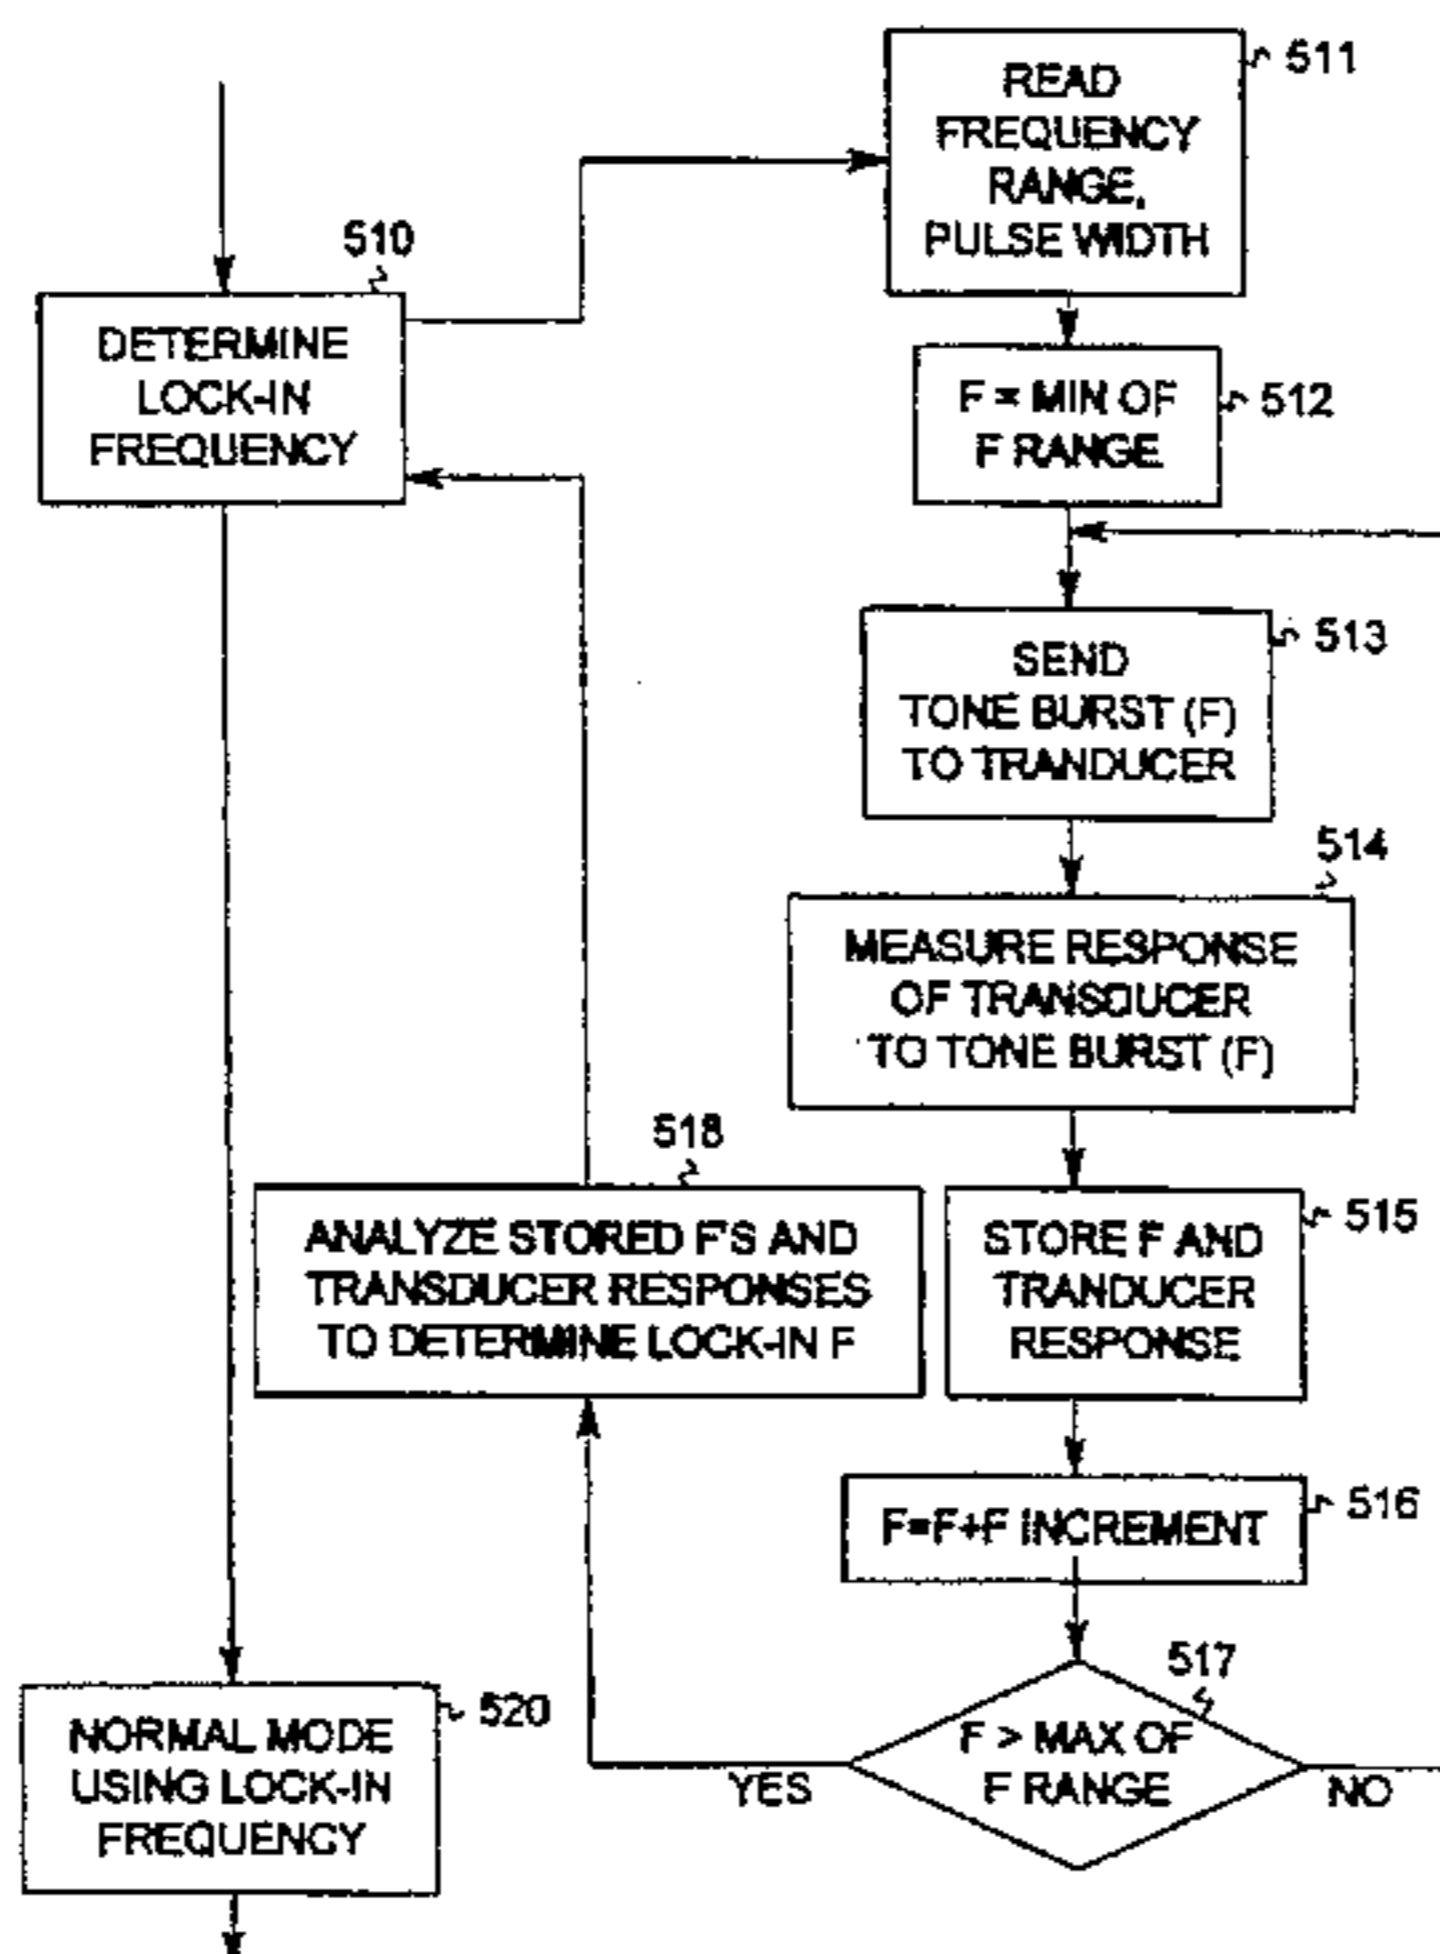 511
READ
FREQUENCY
RANGE,
PULSE WIDTH
510
DETERMINE
LOCK-IN
FREQUENCY
F = MIN OF
F RANGE
512
513
SEND
TONE BURST (F)
TO TRANDUCER
514
MEASURE RESPONSE
OF TRANSDUCER
TO TONE BURST (F)
518
ANALYZE STORED F'S AND
TRANSDUCER RESPONSES
TO DETERMINE LOCK-IN F
515
STORE F AND
TRANDUCER
RESPONSE
516
F=F+F INCREMENT
517
F > MAX OF
F RANGE
YES
NO
520
NORMAL MODE
USING LOCK-IN
FREQUENCY